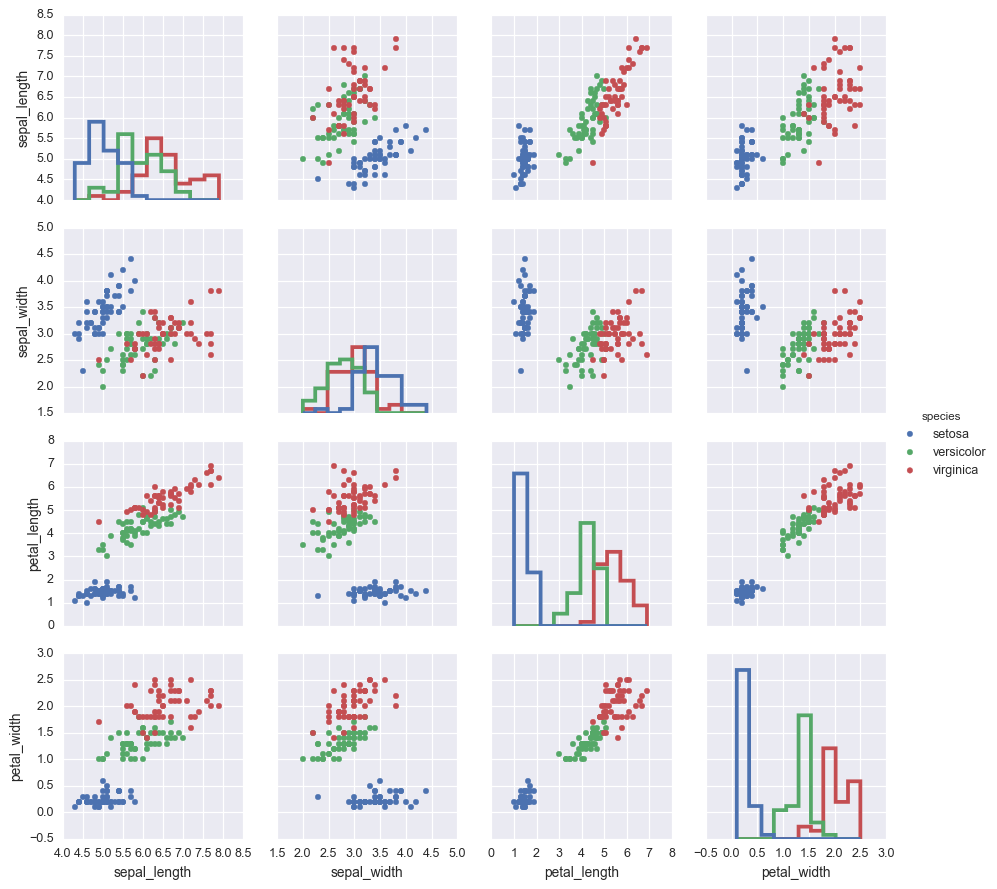 8.5
8.0
7.5
7.0
6.5
6.0
5.5
5.0
4.5
4.0
sepal_length
5.0
4.5
4.0
3.5
3.0
2.5
2.0
1.5
sepal_width
species
setosa
versicolor
virginica
8
7
6
5
4
3
2
1
0
petal_length
3.0
2.5
2.0
1.5
1.0
0.5
0.0
−0.5
petal_width
4.0 4.5 5.0 5.5 6.0 6.5 7.0 7.5 8.0 8.5
sepal_length
1.5 2.0 2.5 3.0 3.5 4.0 4.5 5.0
sepal_width
0 1 2 3 4 5 6 7 8
petal_length
−0.5 0.0 0.5 1.0 1.5 2.0 2.5 3.0
petal_width